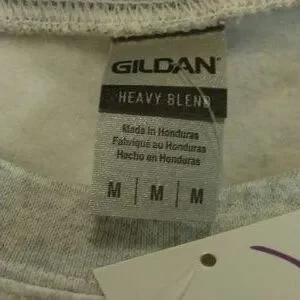 GILDAN
HEAVY BLEND
Made in Honduras
Fabriqué au Honduras
Hecho en Honduras
M | M | M